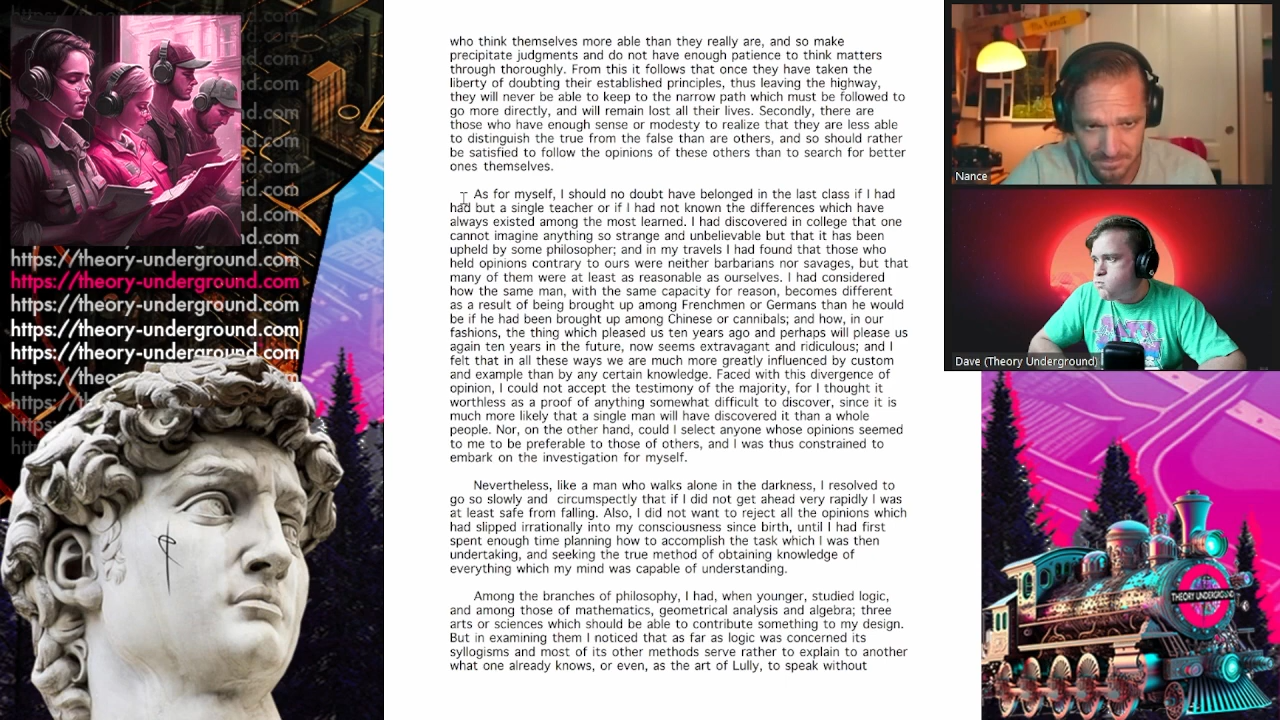 https://theory-underground.com
https://theory-underground.com
https://theory-underground.com
https://theory-underground.com
https://theory-underground.com
who think themselves more able than they really are, and so make
precipitate judgments and do not have enough patience to think matters
through thoroughly. From this it follows that once they have taken the
liberty of doubting their established principles, thus leaving the highway,
they will never be able to keep to the narrow path which must be followed to
go more directly, and will remain lost all their lives. Secondly, there are
those who have enough sense or modesty to realize that they are less able
to distinguish the true from the false than are others, and so should rather
be satisfied to follow the opinions of these others than to search for better
ones themselves.
As for myself, I should no doubt have belonged in the last class if I had
had but a single teacher or if I had not known the differences which have
always existed among the most learned. I had discovered in college that one
cannot imagine anything so strange and unbelievable but that it has been
upheld by some philosopher; and in my travels I had found that those who
held opinions contrary to ours were neither barbarians nor savages, but that
many of them were at least as reasonable as ourselves. I had considered
how the same man, with the same capacity for reason, becomes different
as a result of being brought up among Frenchmen or Germans than he would
be if he had been brought up among Chinese or cannibals; and how, in our
fashions, the thing which pleased us ten years ago and perhaps will please us
again ten years in the future, now seems extravagant and ridiculous; and I
felt that in all these ways we are much more greatly influenced by custom
and example than by any certain knowledge. Faced with this divergence of
opinion, I could not accept the testimony of the majority, for I thought it
worthless as a proof of anything somewhat difficult to discover, since it is
much more likely that a single man will have discovered it than a whole
people. Nor, on the other hand, could I select anyone whose opinions seemed
to me to be preferable to those of others, and I was thus constrained to
embark on the investigation for myself.
Nevertheless, like a man who walks alone in the darkness, I resolved to
go so slowly and circumspectly that if I did not get ahead very rapidly I was
at least safe from falling. Also, I did not want to reject all the opinions which
had slipped irrationally into my consciousness since birth, until I had first
spent enough time planning how to accomplish the task which I was then
undertaking, and seeking the true method of obtaining knowledge of
everything which my mind was capable of understanding.
Among the branches of philosophy, I had, when younger, studied logic,
and among those of mathematics, geometrical analysis and algebra; three
arts or sciences which should be able to contribute something to my design.
But in examining them I noticed that as far as logic was concerned its
syllogisms and most of its other methods serve rather to explain to another
what one already knows, or even, as the art of Lully, to speak without
Nance
Dave (Theory Underground)
THEORY UNDERGROUND